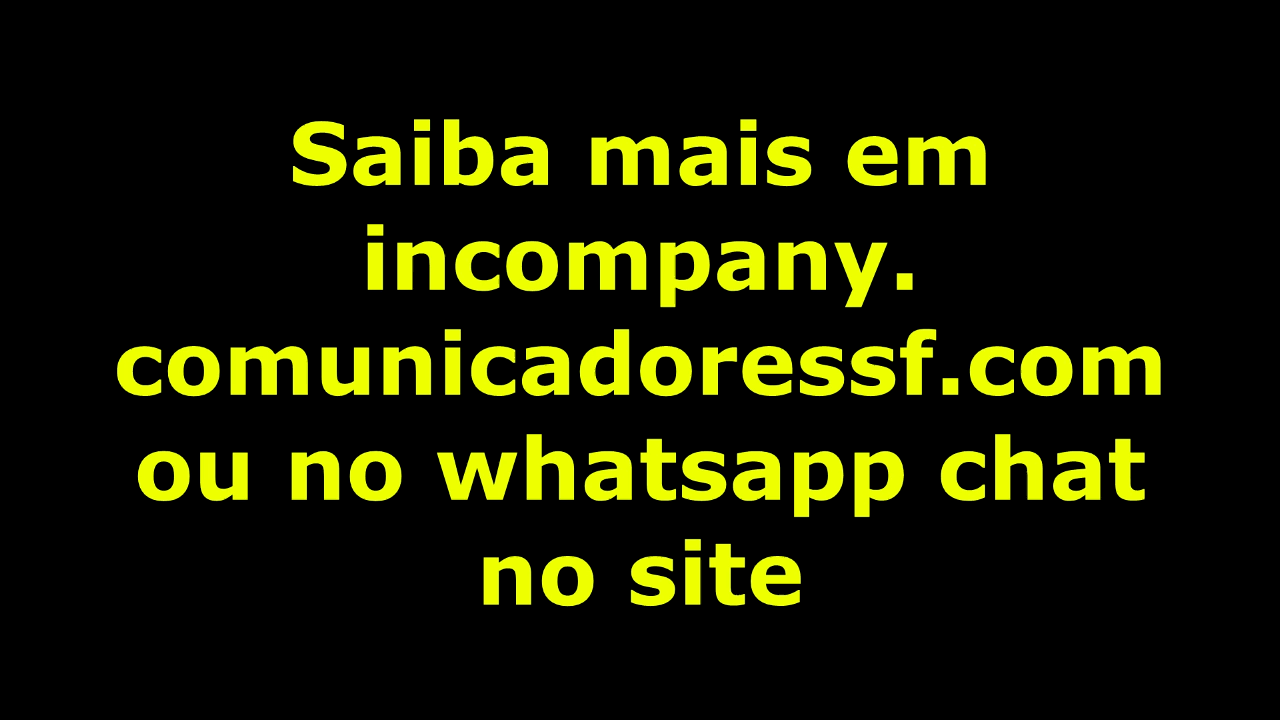 Saiba mais em
incompany.
comunicadoressf.com
ou no whatsapp chat
no site